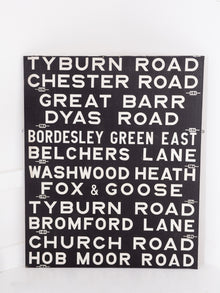 TYBURN ROAD
CHESTER ROAD
GREAT BARR
DYAS ROAD
BORDESLEY GREEN EAST
BELCHERS LANE
WASHWOOD HEATH
FOX & GOOSE
TYBURN ROAD
BROMFORD LANE
CHURCH ROAD
HOB MOOR ROAD